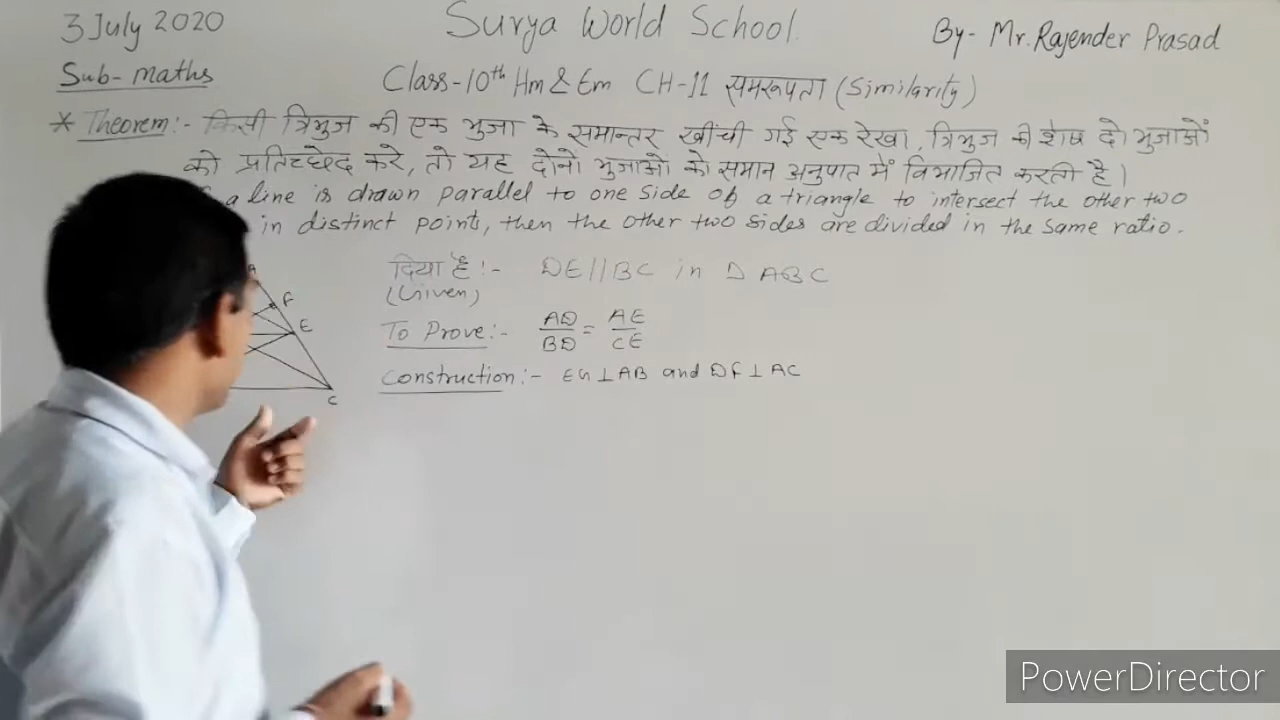 3 July 2020
Surya World School
By- Mr. Rajender Prasad
Sub- maths
Class-10th Hm & Em CH-11 समरूपता (Similarity)
* Theorem:- किसी त्रिभुज की एक भुजा के समान्तर खींची गई एक रेखा, त्रिभुज की शेष दो भुजाओं
को प्रतिच्छेद करे, तो यह दोनों भुजाओं को समान अनुपात में विभाजित करती है।
a line is drawn parallel to one side of a triangle to intersect the other two
in distinct points, then the other two sides are divided in the same ratio.
A
F
E
C
दिया है:- DE//BC in Δ ABC
(Given)
To Prove:- AD/BD = AE/CE
Construction:- EG ⊥ AB and DF ⊥ AC
PowerDirector